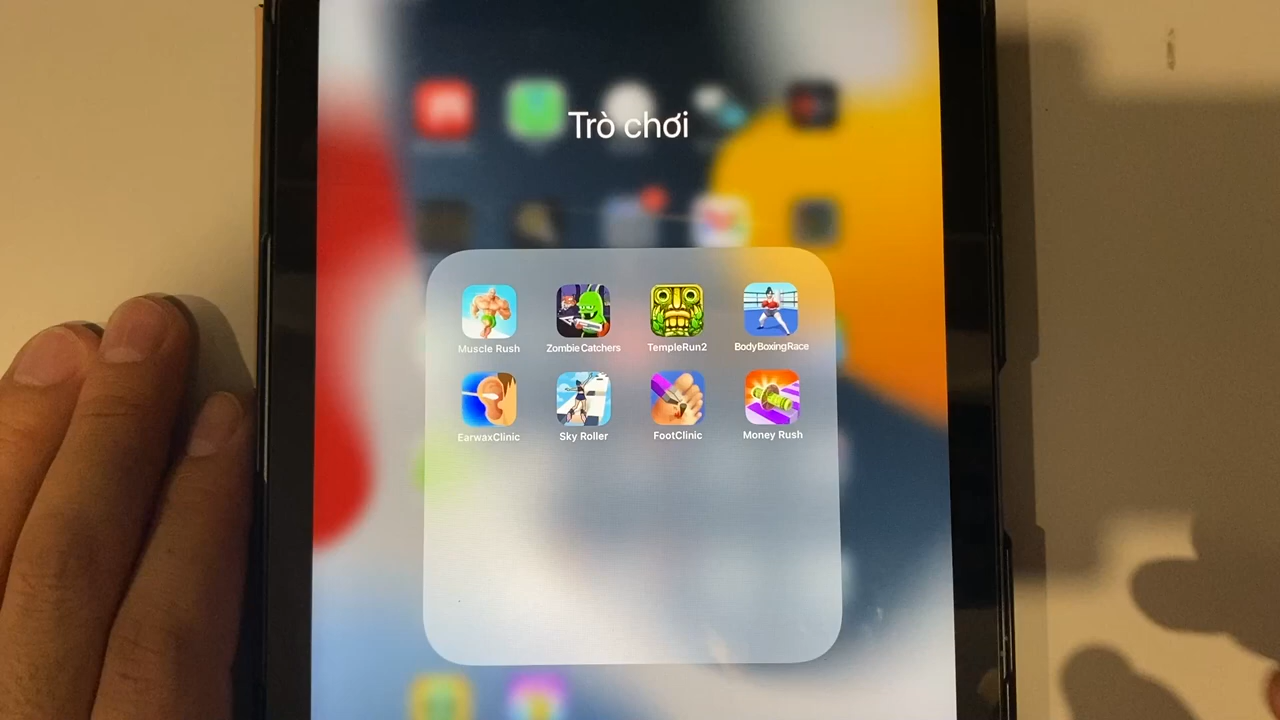 Trò chơi
Muscle Rush
Zombie Catchers
TempleRun2
BodyBoxingRace
EarwaxClinic
Sky Roller
FootClinic
Money Rush